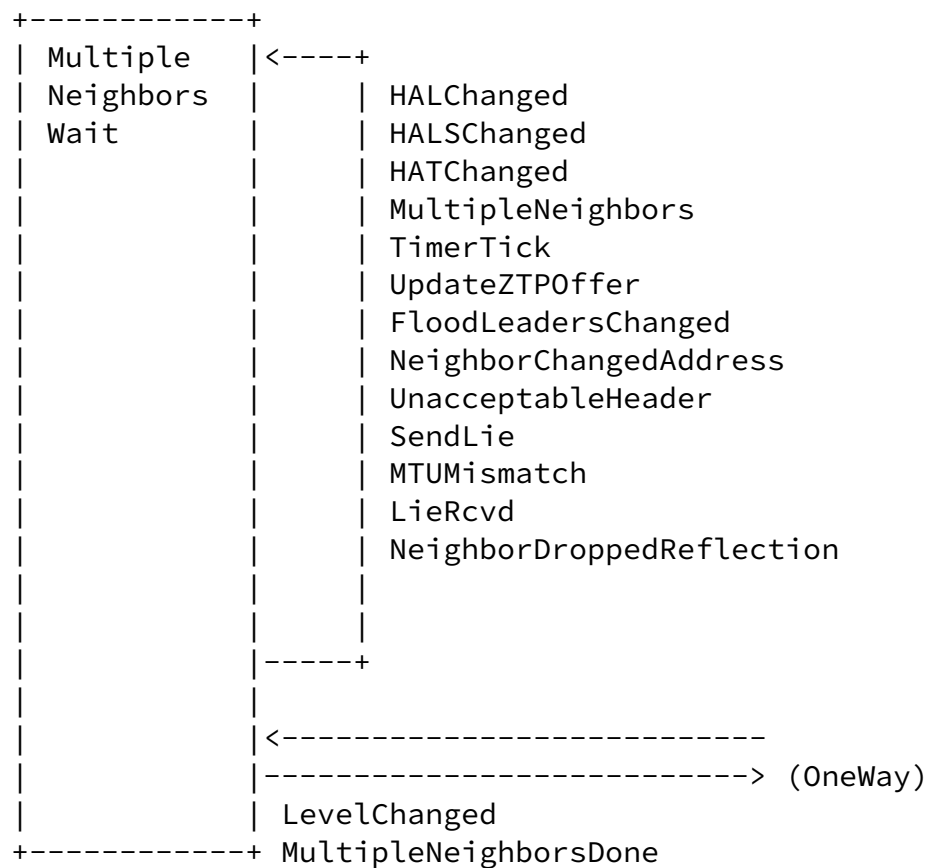 Multiple
Neighbors HALChanged
Wait HALSChanged
HATChanged
MultipleNeighbors
TimerTick
UpdateZTPOffer
FloodLeadersChanged
NeighborChangedAddress
UnacceptableHeader
SendLie
MTUMismatch
LieRcvd
NeighborDroppedReflection
(OneWay)
LevelChanged
MultipleNeighborsDone